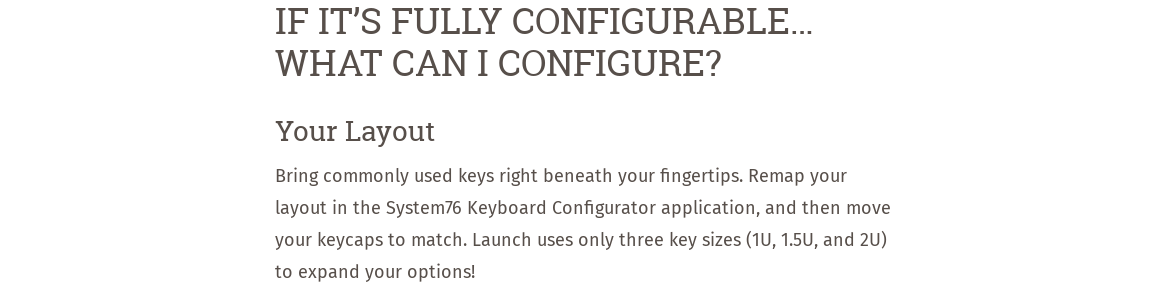 IF IT’S FULLY CONFIGURABLE…
WHAT CAN I CONFIGURE?
Your Layout
Bring commonly used keys right beneath your fingertips. Remap your
layout in the System76 Keyboard Configurator application, and then move
your keycaps to match. Launch uses only three key sizes (1U, 1.5U, and 2U)
to expand your options!